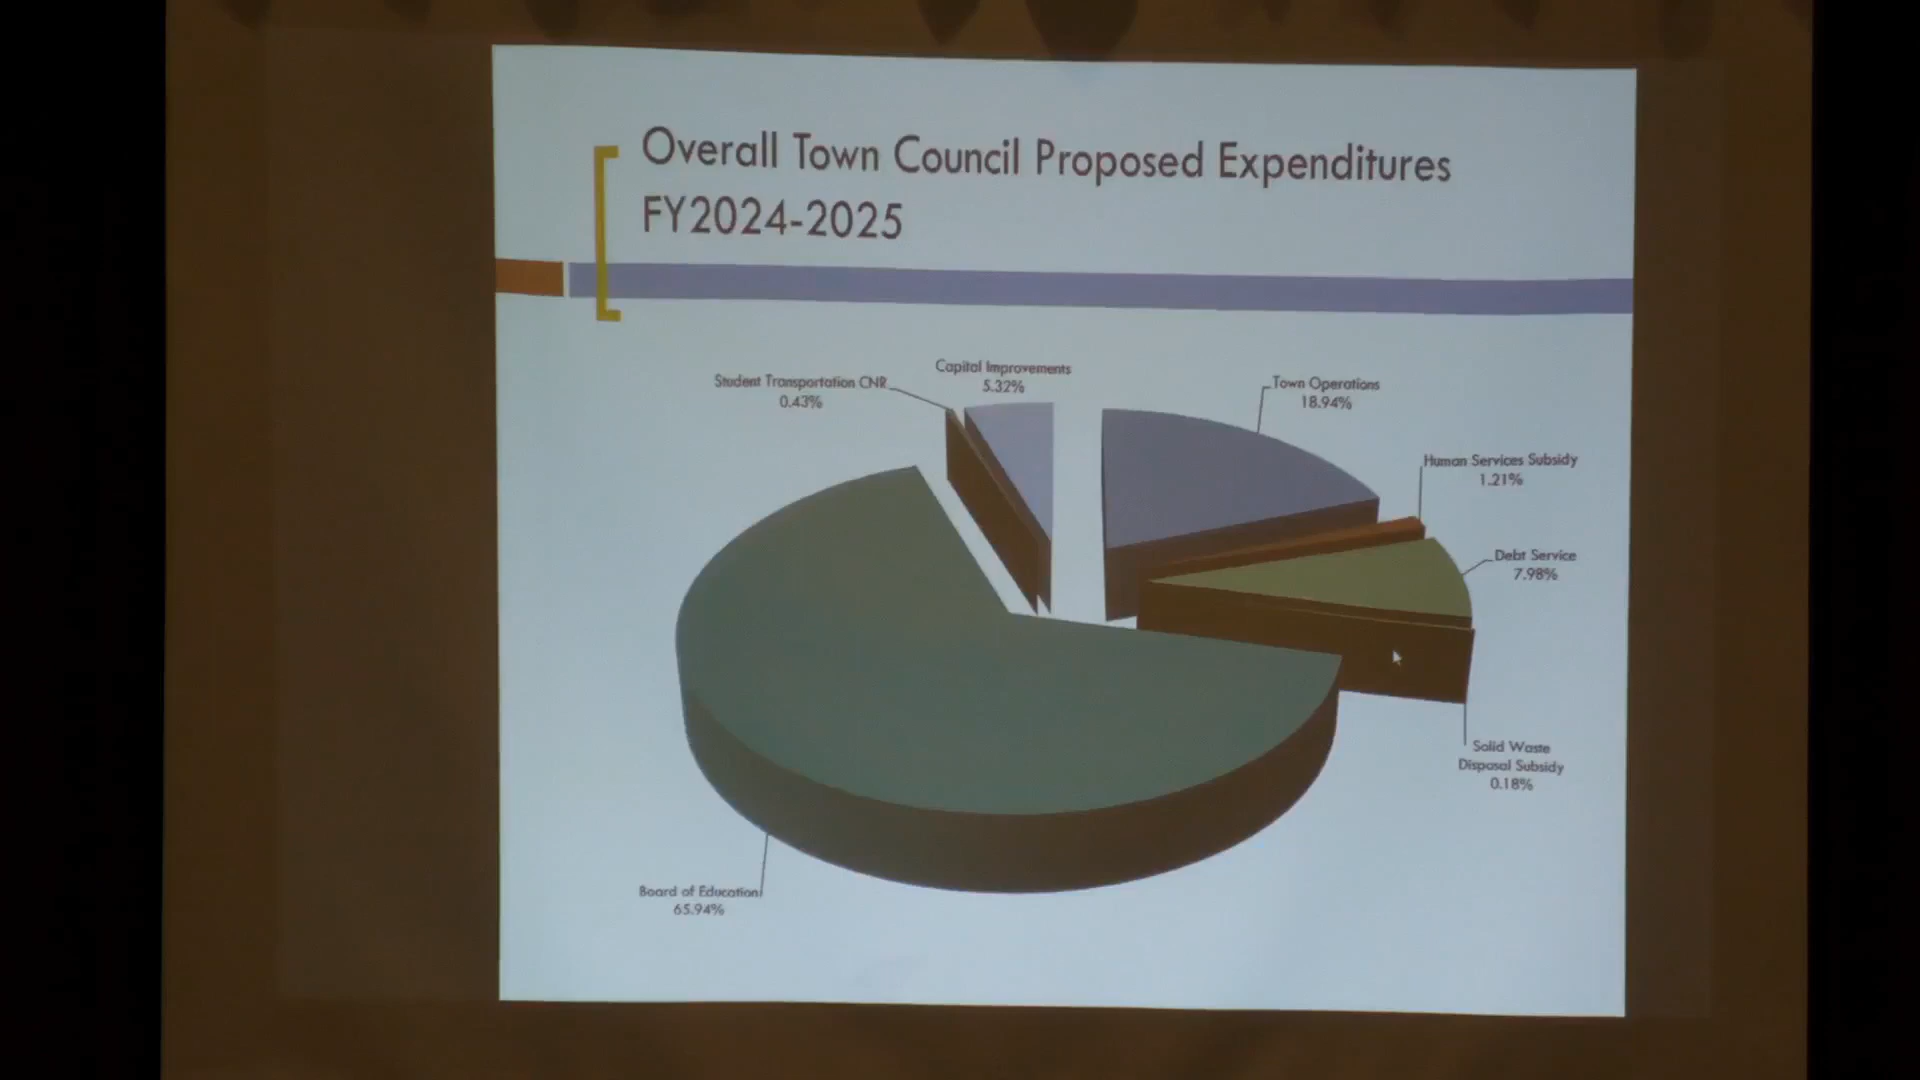 Overall Town Council Proposed Expenditures
FY2024-2025
Student Transportation CNR
0.43%
Capital Improvements
5.32%
Town Operations
18.94%
Human Services Subsidy
1.21%
Debt Service
7.98%
Solid Waste
Disposal Subsidy
0.18%
Board of Education
65.94%